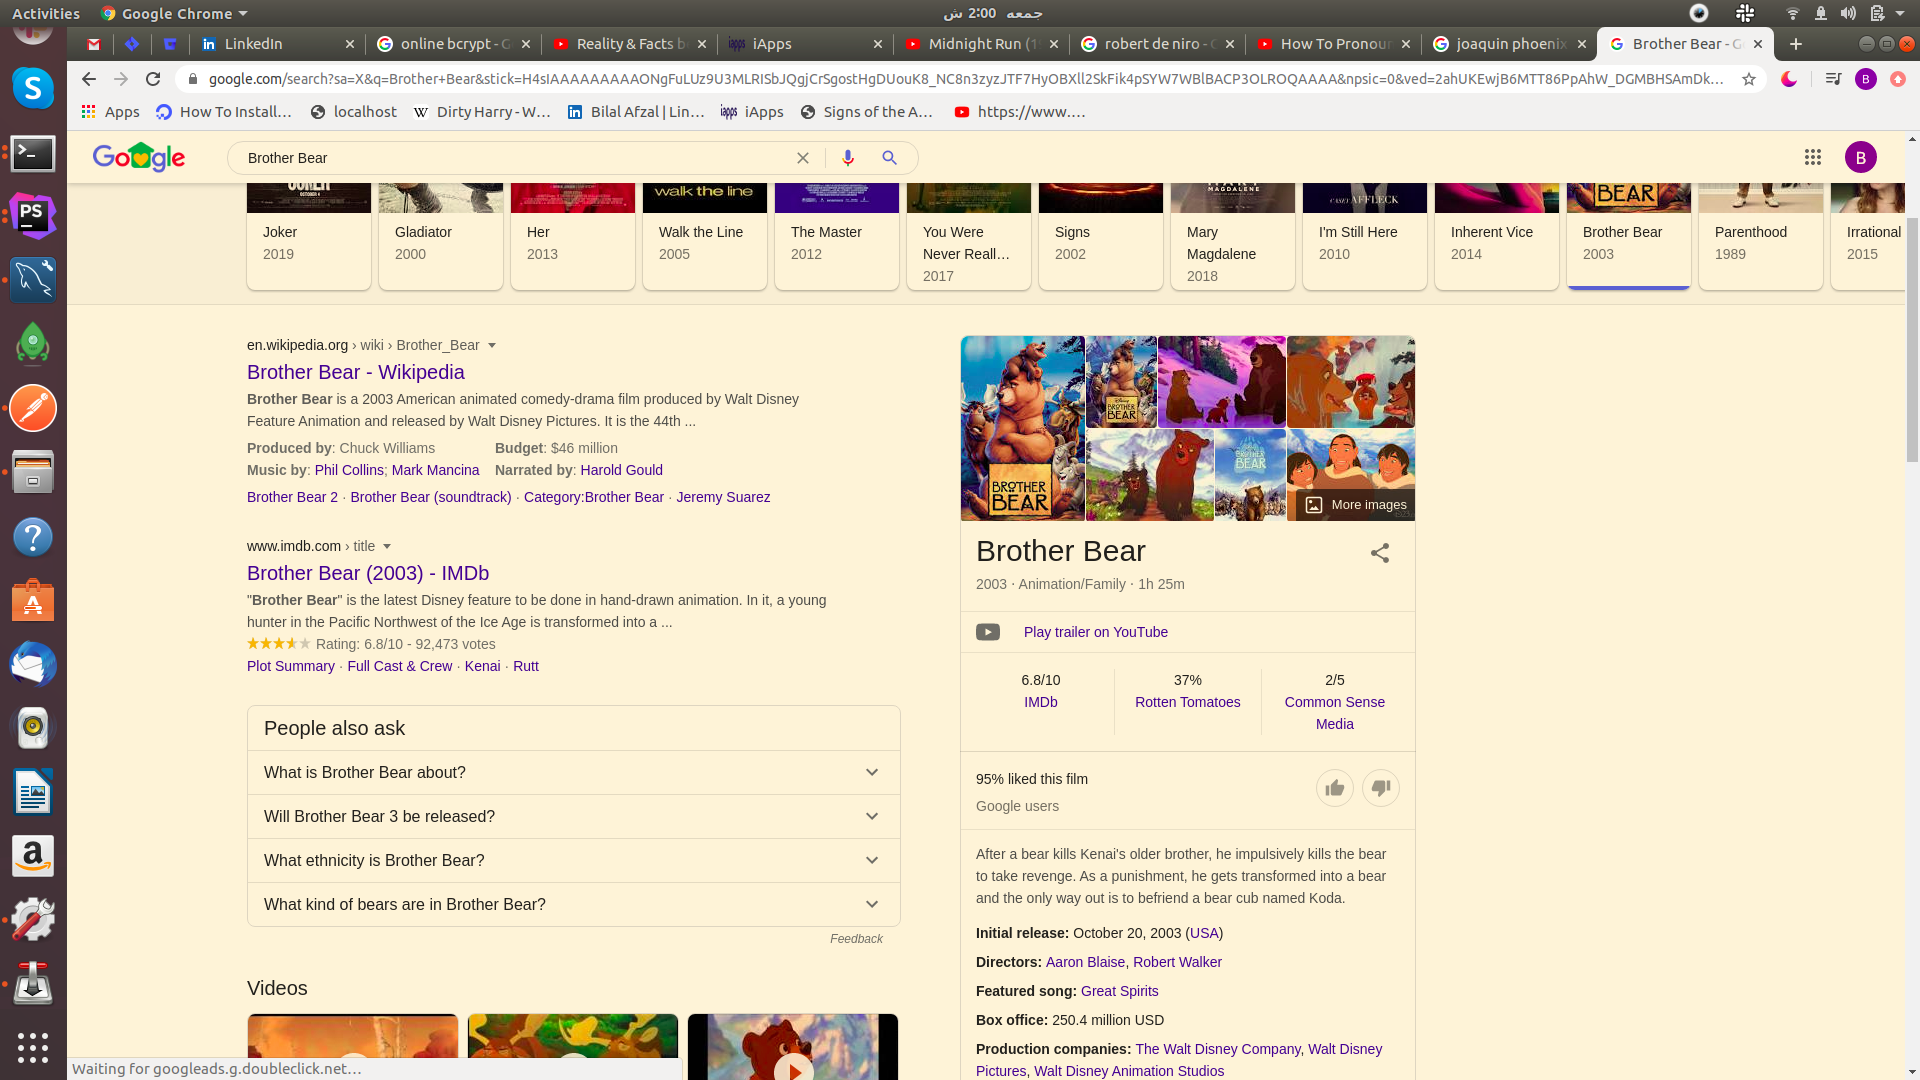 Activities
Google Chrome
جمعه 2:00 ش
LinkedIn
online bcrypt - G
Reality & Facts b
iApps
Midnight Run (1
robert de niro - G
How To Pronour
joaquin phoenix
Brother Bear - G
Apps
How To Install...
localhost
Dirty Harry - W...
Bilal Afzal | Lin...
iApps
Signs of the A...
https://www....
Google
Brother Bear
B
JOKER
walk the line
MAGDALENE
CASEY AFFLECK
BEAR
Joker
2019
Gladiator
2000
Her
2013
Walk the Line
2005
The Master
2012
You Were
Never Reall...
2017
Signs
2002
Mary
Magdalene
2018
I'm Still Here
2010
Inherent Vice
2014
Brother Bear
2003
Parenthood
1989
Irrational
2015
en.wikipedia.org › wiki › Brother_Bear
Brother Bear - Wikipedia
Brother Bear is a 2003 American animated comedy-drama film produced by Walt Disney
Feature Animation and released by Walt Disney Pictures. It is the 44th ...
Produced by: Chuck Williams
Budget: $46 million
Music by: Phil Collins; Mark Mancina
Narrated by: Harold Gould
Brother Bear 2 · Brother Bear (soundtrack) · Category:Brother Bear · Jeremy Suarez
www.imdb.com › title
Brother Bear (2003) - IMDb
"Brother Bear" is the latest Disney feature to be done in hand-drawn animation. In it, a young
hunter in the Pacific Northwest of the Ice Age is transformed into a ...
Rating: 6.8/10 - 92,473 votes
Plot Summary · Full Cast & Crew · Kenai · Rutt
People also ask
What is Brother Bear about?
Will Brother Bear 3 be released?
What ethnicity is Brother Bear?
What kind of bears are in Brother Bear?
Feedback
Videos
BROTHER
BEAR
BROTHER
BEAR
BROTHER
BEAR
More images
Brother Bear
2003 · Animation/Family · 1h 25m
Play trailer on YouTube
6.8/10
IMDb
37%
Rotten Tomatoes
2/5
Common Sense
Media
95% liked this film
Google users
After a bear kills Kenai's older brother, he impulsively kills the bear
to take revenge. As a punishment, he gets transformed into a bear
and the only way out is to befriend a bear cub named Koda.
Initial release: October 20, 2003 (USA)
Directors: Aaron Blaise, Robert Walker
Featured song: Great Spirits
Box office: 250.4 million USD
Production companies: The Walt Disney Company, Walt Disney
Pictures, Walt Disney Animation Studios
Waiting for googleads.g.doubleclick.net...